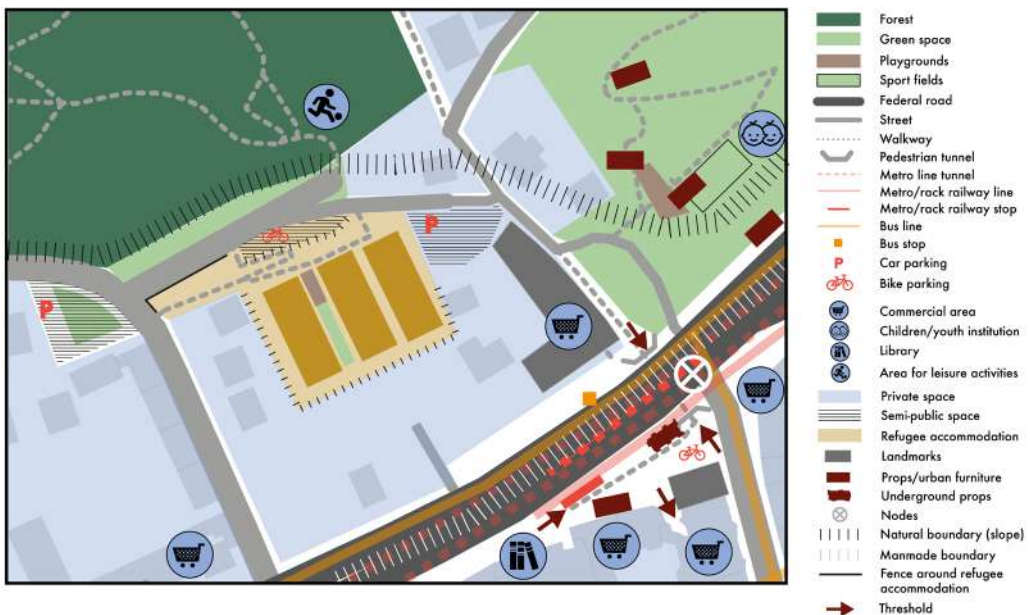 Forest
Green space
Playgrounds
Sport fields
Federal road
Street
Walkway
Pedestrian tunnel
Metro line tunnel
Metro/rack railway line
Metro/rack railway stop
Bus line
Bus stop
P Car parking
Bike parking
Commercial area
Children/youth institution
Library
Area for leisure activities
Private space
Semi-public space
Refugee accommodation
Landmarks
Props/urban furniture
Underground props
Nodes
Natural boundary (slope)
Manmade boundary
Fence around refugee
accommodation
Threshold
P
P